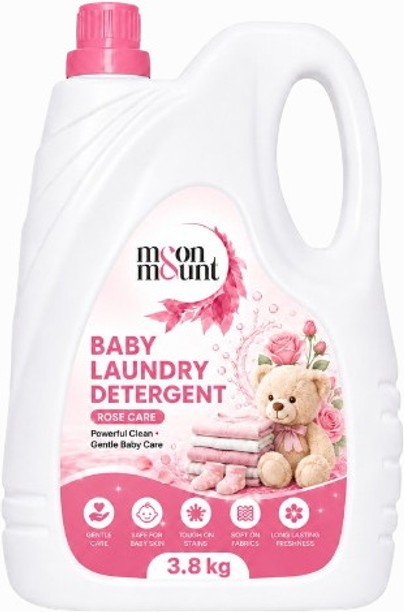 moon
mount
BABY
LAUNDRY
DETERGENT
ROSE CARE
Powerful Clean •
Gentle Baby Care
GENTLE
CARE
SAFE FOR
BABY SKIN
TOUGH ON
STAINS
SOFT ON
FABRICS
LONG LASTING
FRESHNESS
3.8 kg